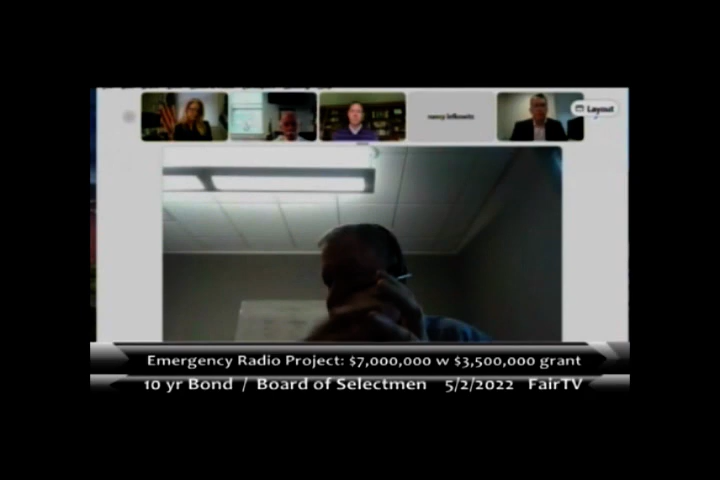 Layout
nancy lefkowitz
Emergency Radio Project: $7,000,000 w $3,500,000 grant
10 yr Bond / Board of Selectmen 5/2/2022 FairTV